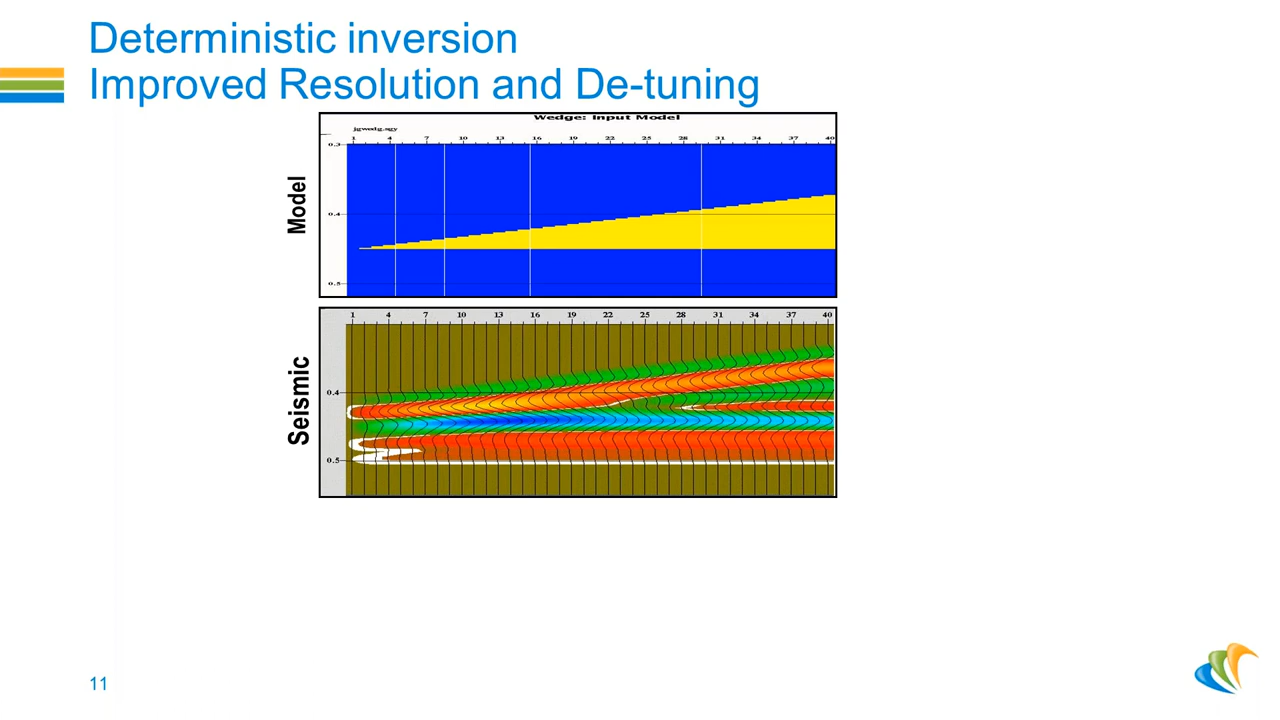 Deterministic inversion
Improved Resolution and De-tuning
Wedge: Input Model
jgwedg.sgy
1 4 7 10 13 16 19 22 25 28 31 34 37 40
0.3
Model
0.4
0.5
1 4 7 10 13 16 19 22 25 28 31 34 37 40
Seismic
0.4
0.5
11